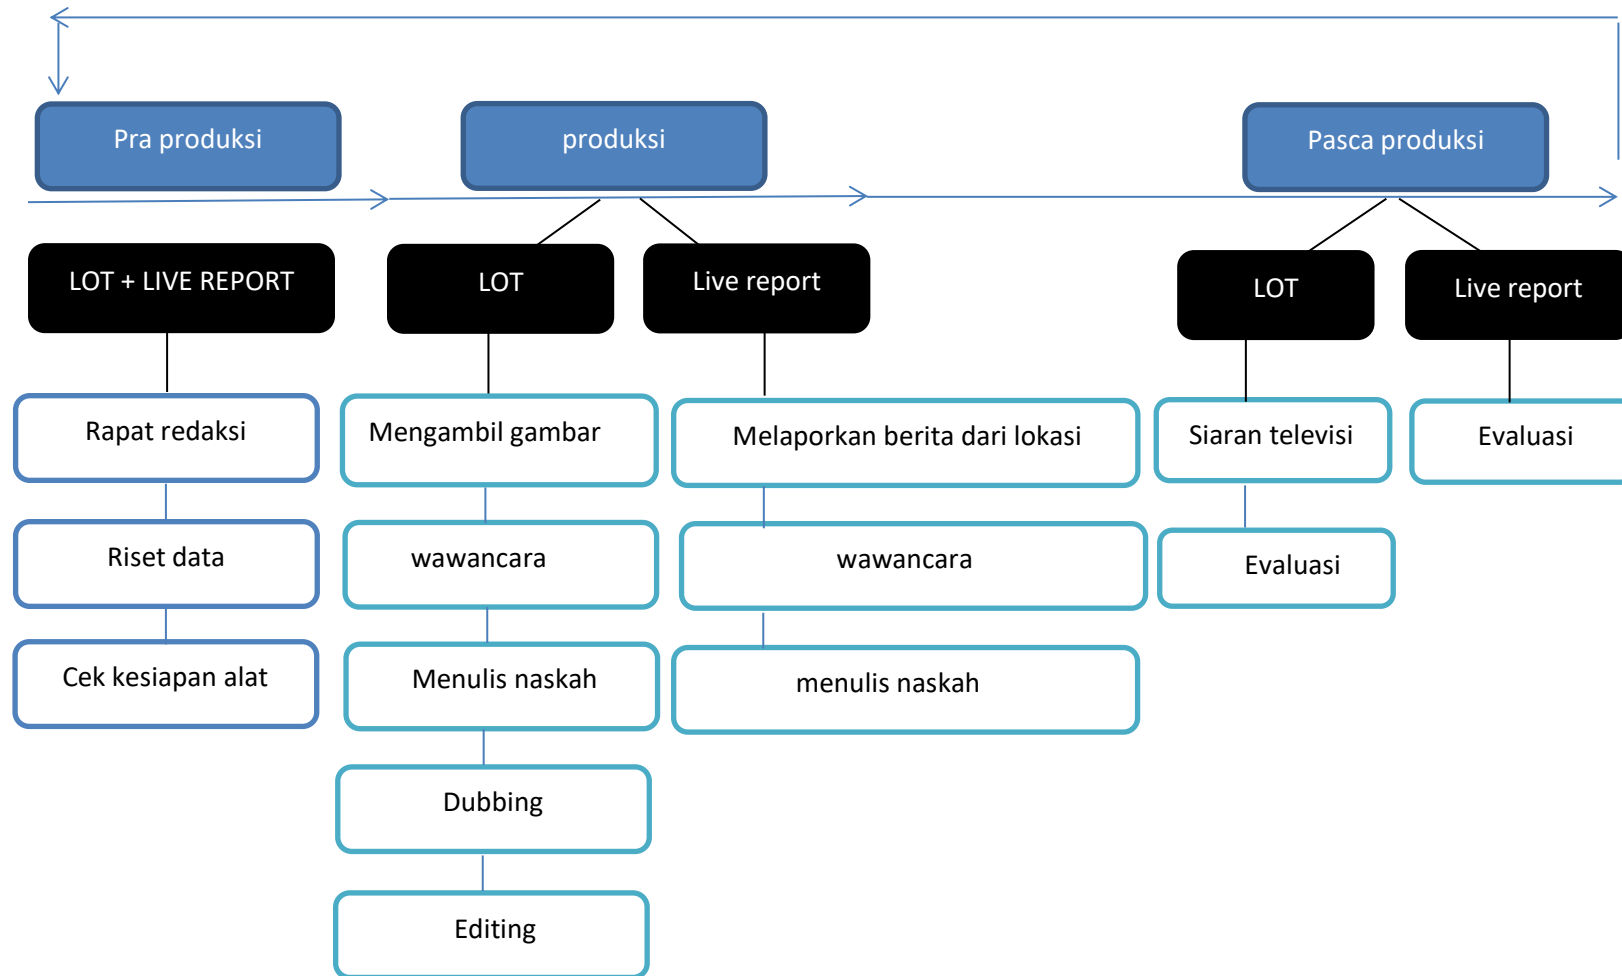 Pra produksi
produksi
Pasca produksi
LOT + LIVE REPORT
LOT
Live report
LOT
Live report
Rapat redaksi
Mengambil gambar
Melaporkan berita dari lokasi
Siaran televisi
Evaluasi
Riset data
wawancara
wawancara
Evaluasi
Cek kesiapan alat
Menulis naskah
menulis naskah
Dubbing
Editing